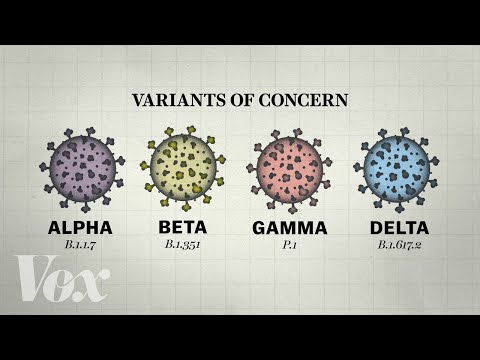 VARIANTS OF CONCERN
ALPHA BETA GAMMA DELTA
B.1.1.7 B.1.351 P.1 B.1.617.2
Vox